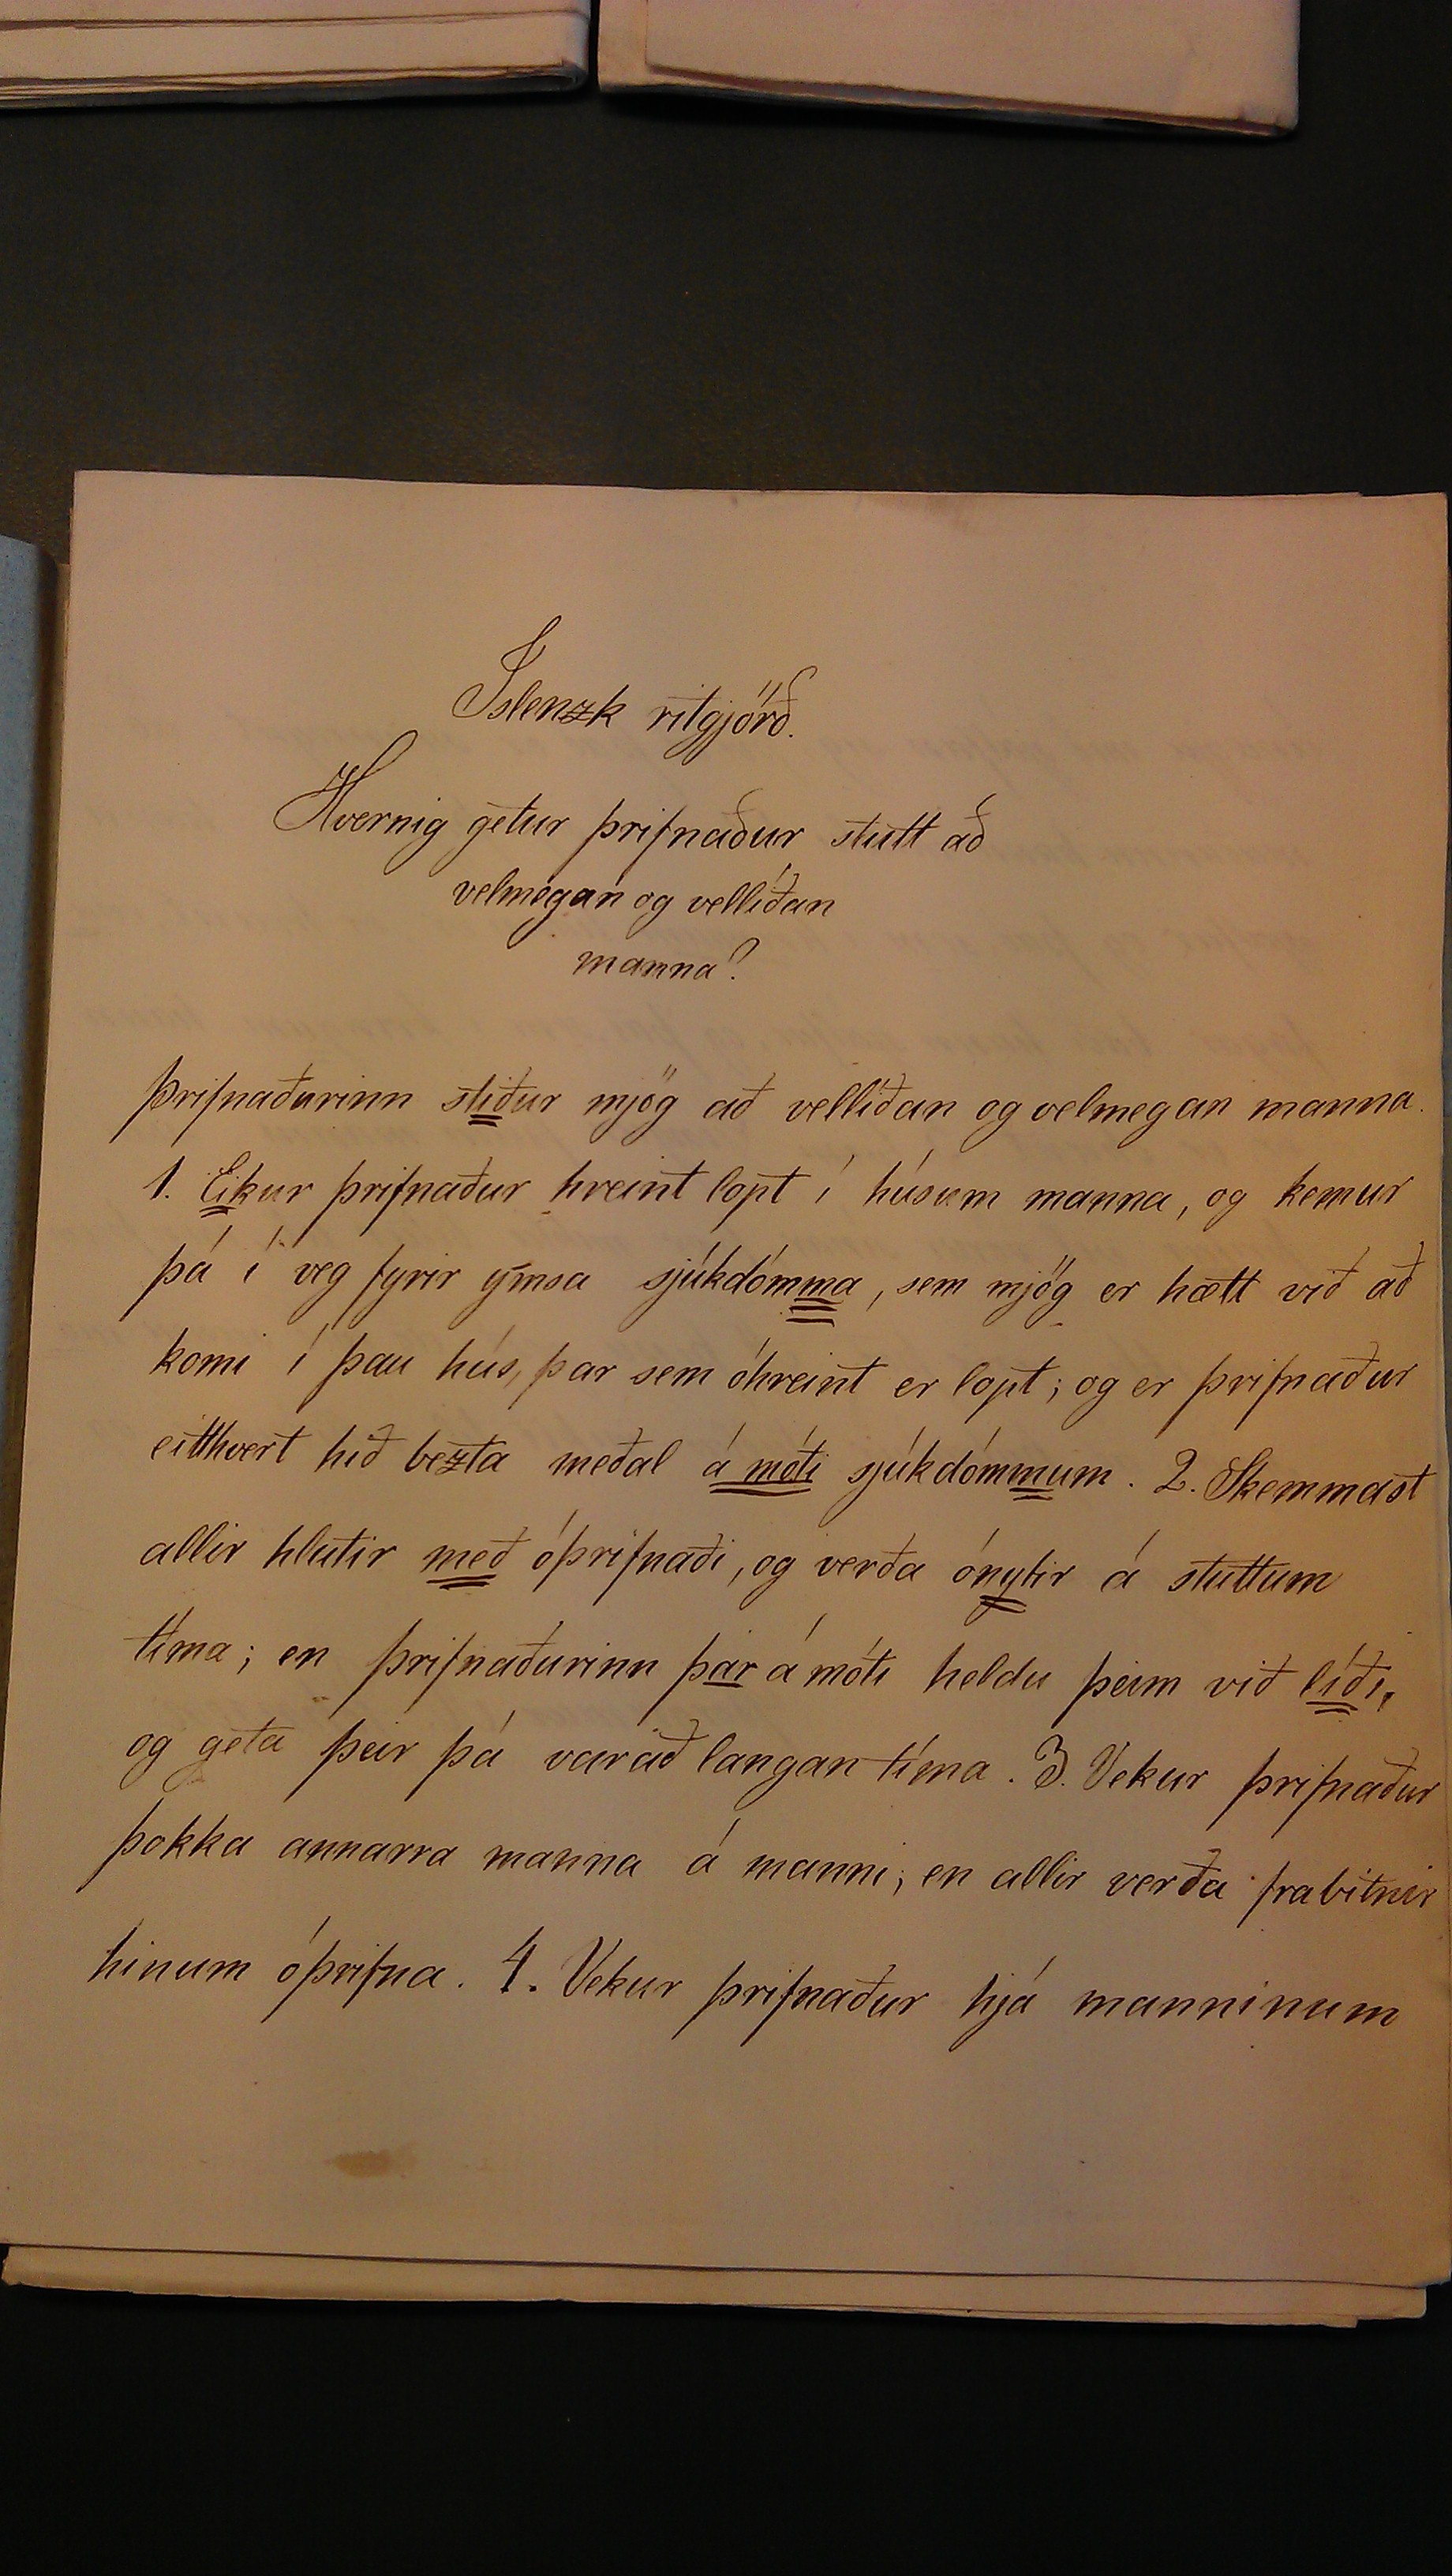 Íslenzk ritgjörð.
Hvernig getur þrifnaður stutt að
velmegan og vellíðan
manna?
Þrifnaðurinn stiður mjög að vellíðan og velmegan manna.
1. Eikur þrifnaður hreint lopt í húsum manna, og kemur
þá í veg fyrir ýmsa sjúkdómma, sem mjög er hætt við að
komi í þau hús, þar sem óhreint er lopt; og er þrifnaður
eitthvert hið bezta meðal á móti sjúkdómmum. 2. Skemmast
allir hlutir með óþrifnaði, og verða ónytir á stuttum
tíma; en þrifnaðurinn þar á móti heldu þeim við líði,
og geta þeir þá varað langan tíma. 3. Vekur þrifnaður
þokka annarra manna á manni; en allir verða frabitnir
hinum óþrifna. 4. Vekur þrifnaður hjá manninum